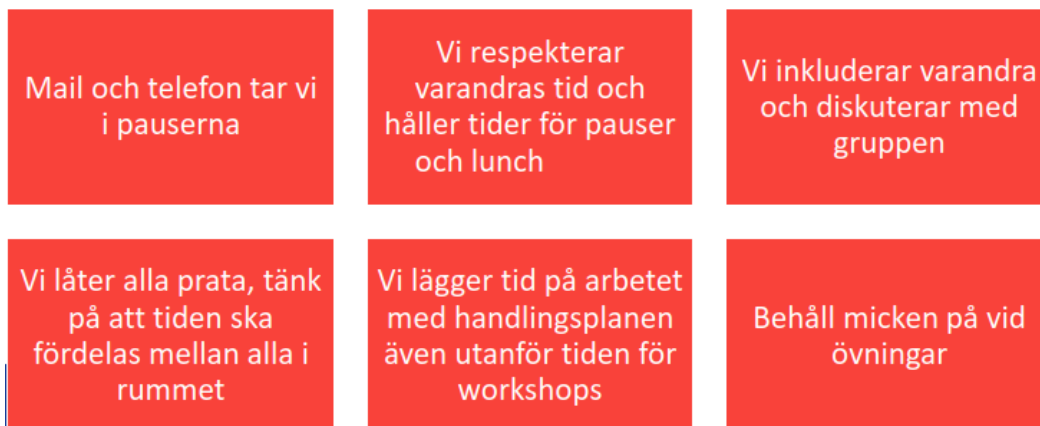 Mail och telefon tar vi
i pauserna
Vi respekterar
varandras tid och
håller tider för pauser
och lunch
Vi inkluderar varandra
och diskuterar med
gruppen
Vi låter alla prata, tänk
på att tiden ska
fördelas mellan alla i
rummet
Vi lägger tid på arbetet
med handlingsplanen
även utanför tiden för
workshops
Behåll micken på vid
övningar